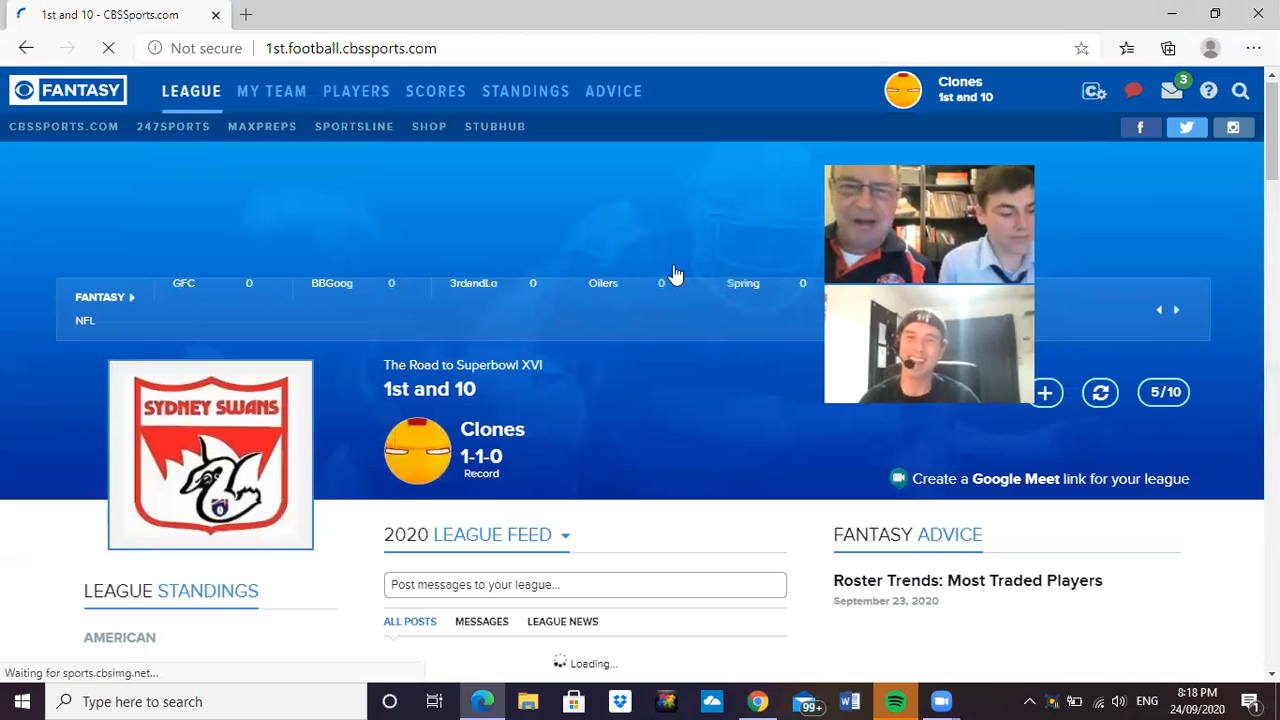 1st and 10 - CBSSports.com
Not secure 1st.football.cbssports.com
FANTASY LEAGUE MY TEAM PLAYERS SCORES STANDINGS ADVICE
Clones
1st and 10
3
CBSSPORTS.COM 247SPORTS MAXPREPS SPORTSLINE SHOP STUBHUB
GFC 0 BBGoog 0 3rdandLo 0 Oilers 0 Spring 0
FANTASY
NFL
The Road to Superbowl XVI
1st and 10
5/10
SYDNEY SWANS
Clones
1-1-0
Record
Create a Google Meet link for your league
2020 LEAGUE FEED
FANTASY ADVICE
Post messages to your league...
Roster Trends: Most Traded Players
September 23, 2020
LEAGUE STANDINGS
ALL POSTS MESSAGES LEAGUE NEWS
AMERICAN
Loading...
Waiting for sports.cbsimg.net...
Type here to search
99+
ENG
8:18 PM
24/09/2020
1